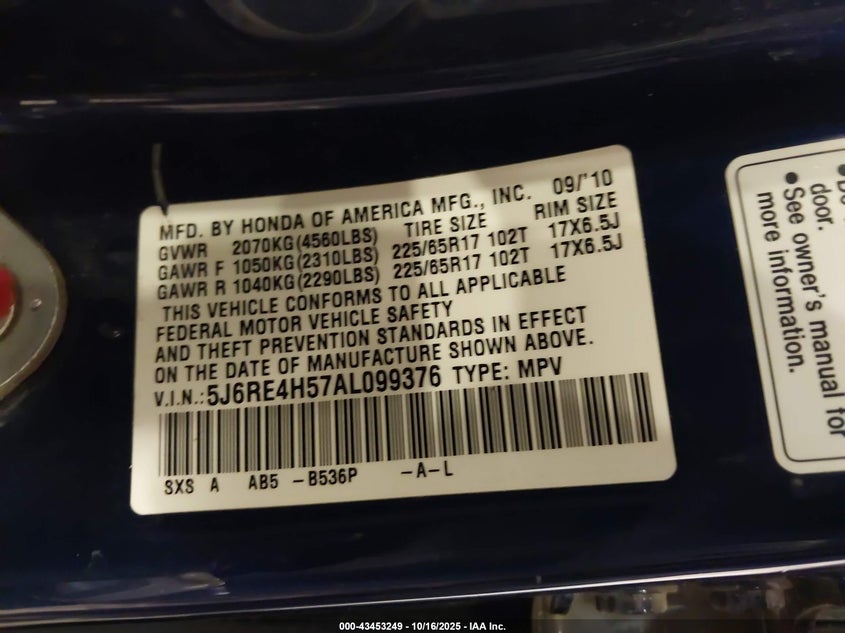 MFD. BY HONDA OF AMERICA MFG., INC. 09/'10
GVWR 2070KG(4560LBS) TIRE SIZE RIM SIZE
GAWR F 1050KG(2310LBS) 225/65R17 102T 17X6.5J
GAWR R 1040KG(2290LBS) 225/65R17 102T 17X6.5J
THIS VEHICLE CONFORMS TO ALL APPLICABLE
FEDERAL MOTOR VEHICLE SAFETY
AND THEFT PREVENTION STANDARDS IN EFFECT
ON THE DATE OF MANUFACTURE SHOWN ABOVE.
V.I.N.:5J6RE4H57AL099376 TYPE: MPV
SXS A AB5 -B536P -A-L
door.
●See owner's manual for
more information.
000-43453249 - 10/16/2025 - IAA Inc.